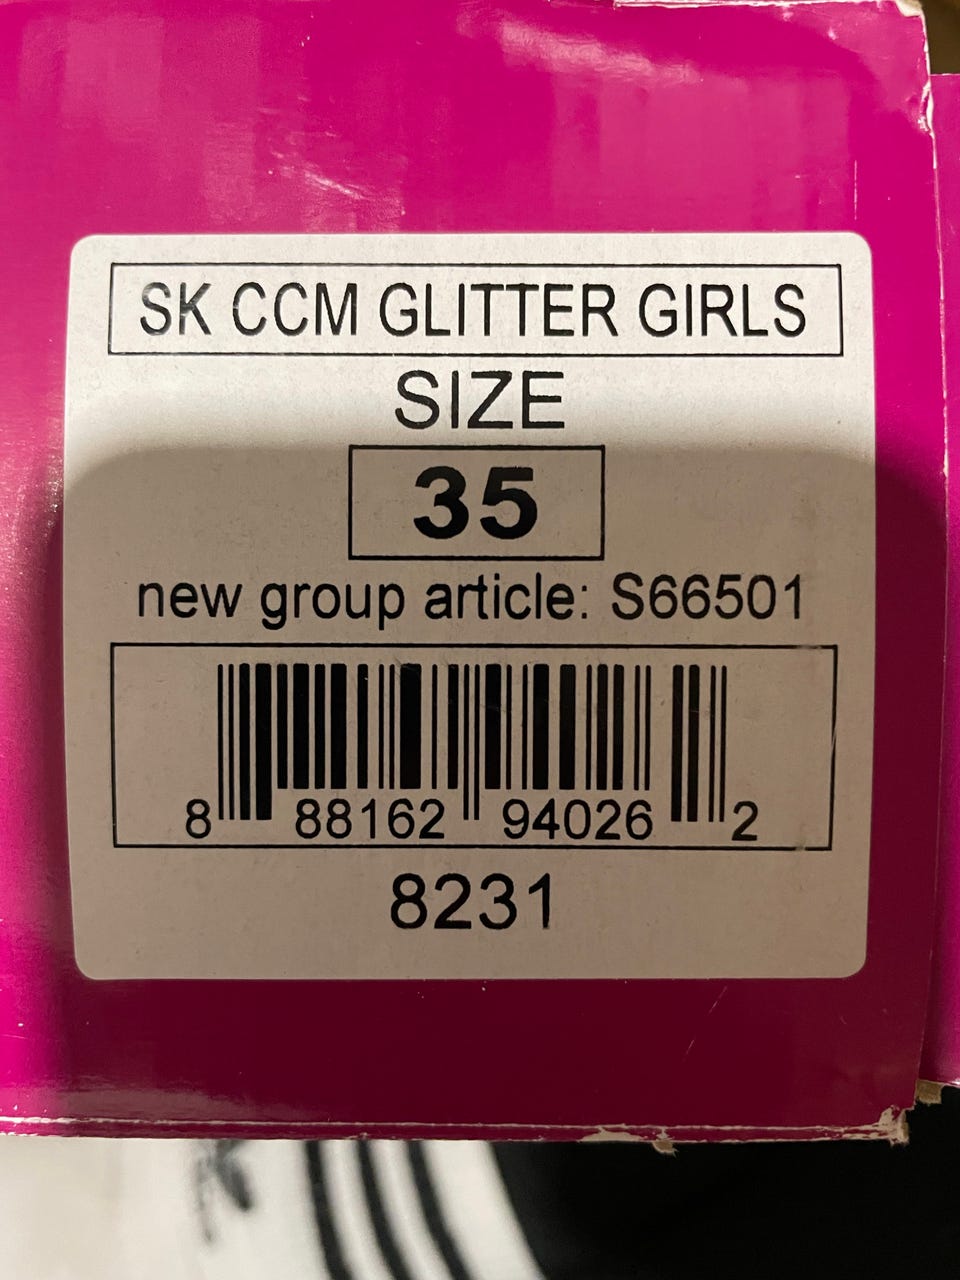 SK CCM GLITTER GIRLS
SIZE
35
new group article: S66501
8 88162 94026 2
8231